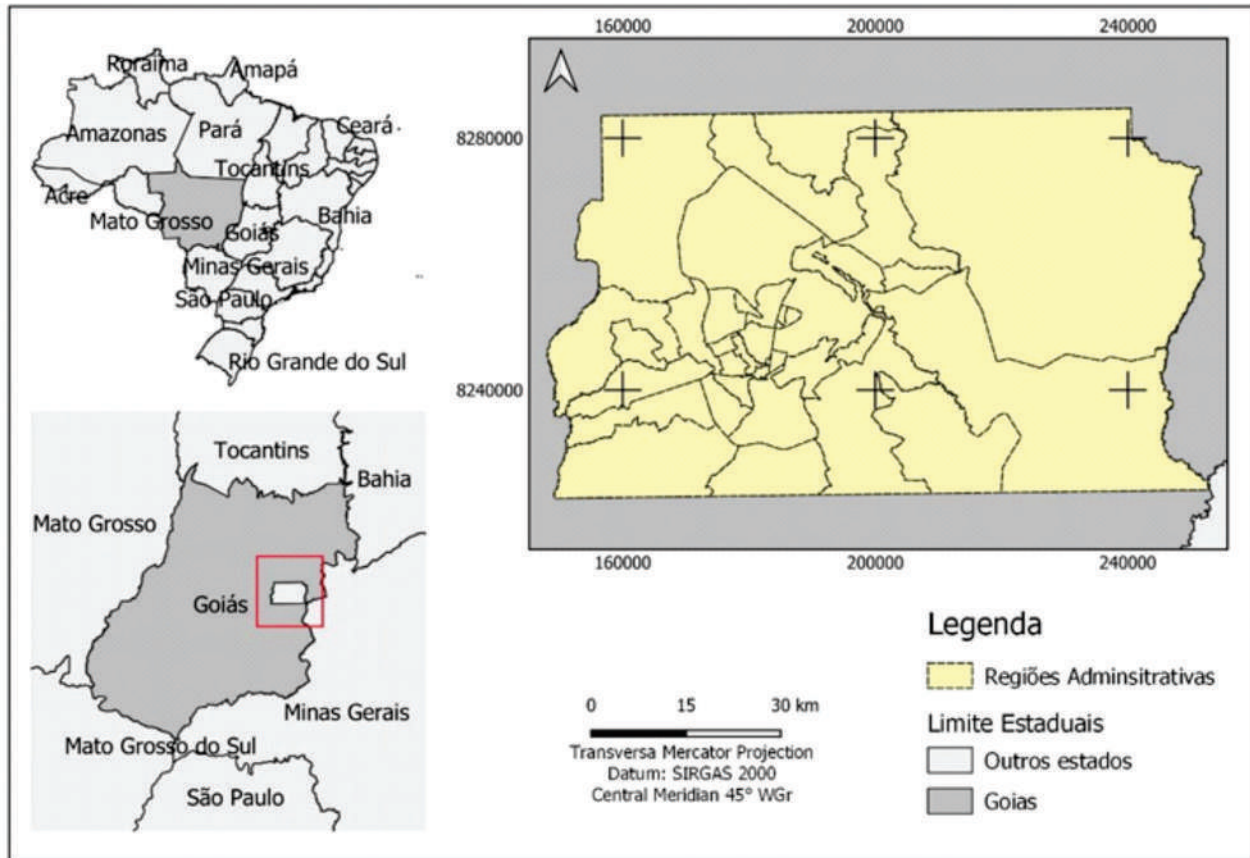 Roraima
Amapá
Amazonas
Pará
Ceará
Tocantins
Acre
Mato Grosso
Bahia
Goiás
Minas Gerais
São Paulo
Rio Grande do Sul
160000 200000 240000
8280000
8240000
160000 200000 240000
Tocantins
Bahia
Mato Grosso
Goiás
Minas Gerais
Mato Grosso do Sul
São Paulo
0 15 30 km
Transversa Mercator Projection
Datum: SIRGAS 2000
Central Meridian 45° WGr
Legenda
Regiões Adminsitrativas
Limite Estaduais
Outros estados
Goias